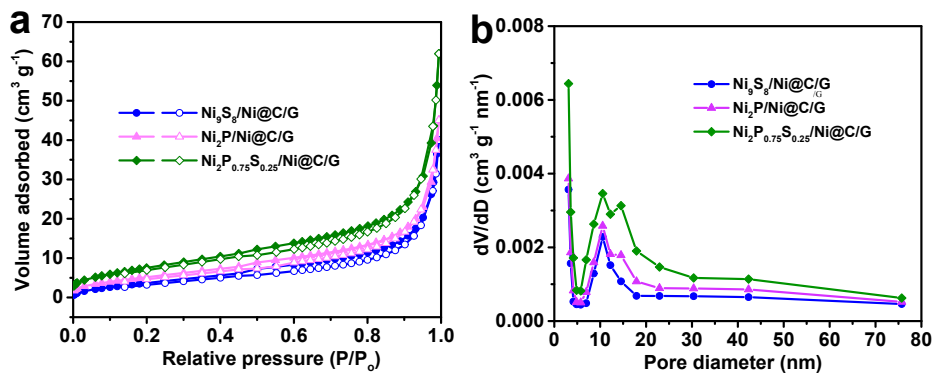 a
70
60
50
40
30
20
10
0
Volume adsorbed (cm³ g⁻¹)
Ni₉S₈/Ni@C/G
Ni₂P/Ni@C/G
Ni₂P₀.₇₅S₀.₂₅/Ni@C/G
0.0 0.2 0.4 0.6 0.8 1.0
Relative pressure (P/Pₒ)
b
0.008
0.006
0.004
0.002
0.000
dV/dD (cm³ g⁻¹ nm⁻¹)
Ni₉S₈/Ni@C/G
/G
Ni₂P/Ni@C/G
Ni₂P₀.₇₅S₀.₂₅/Ni@C/G
0 10 20 30 40 50 60 70 80
Pore diameter (nm)